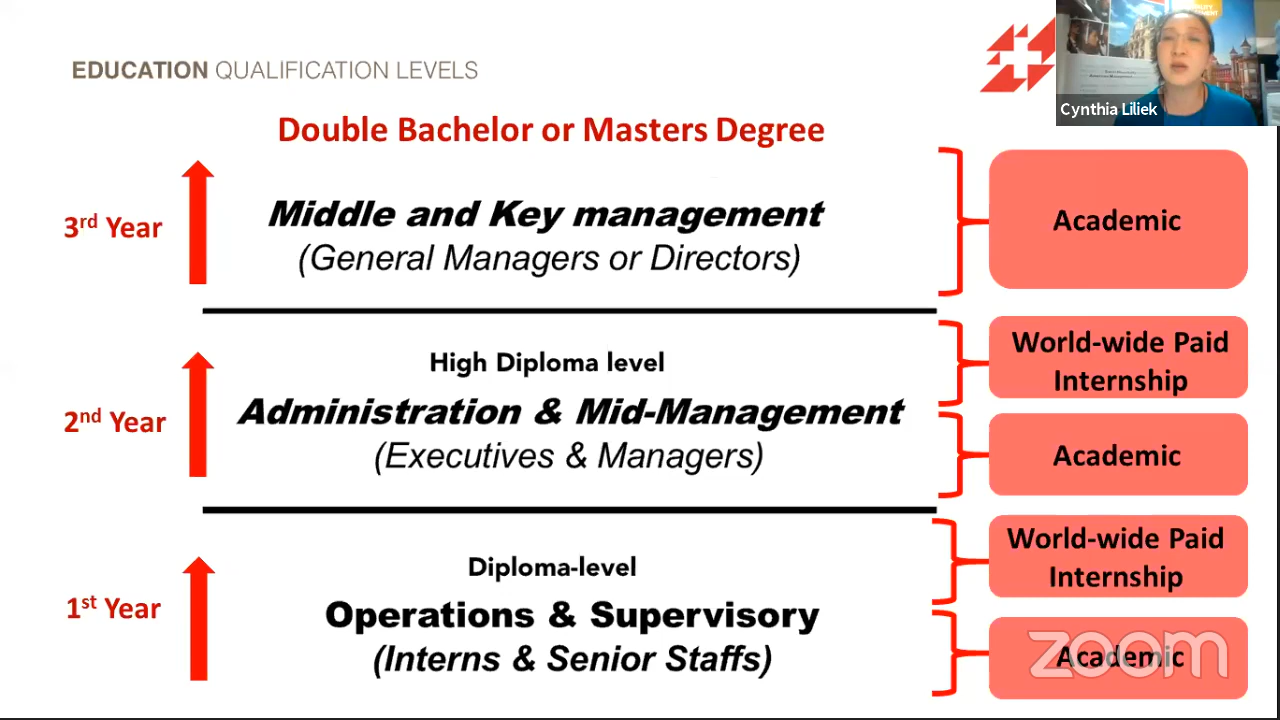 EDUCATION QUALIFICATION LEVELS
Cynthia Liliek
Double Bachelor or Masters Degree
3rd Year
Middle and Key management
(General Managers or Directors)
Academic
High Diploma level
2nd Year
Administration & Mid-Management
(Executives & Managers)
World-wide Paid
Internship
Academic
Diploma-level
1st Year
Operations & Supervisory
(Interns & Senior Staffs)
World-wide Paid
Internship
Academic
zoom